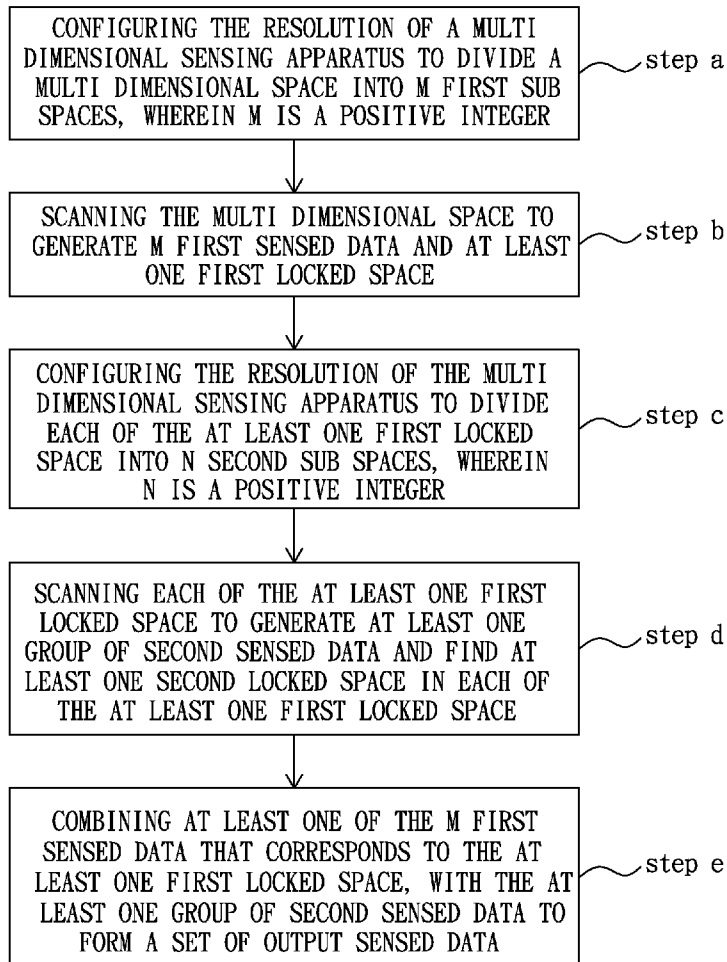 CONFIGURING THE RESOLUTION OF A MULTI
DIMENSIONAL SENSING APPARATUS TO DIVIDE A
MULTI DIMENSIONAL SPACE INTO M FIRST SUB
SPACES, WHEREIN M IS A POSITIVE INTEGER
step a
SCANNING THE MULTI DIMENSIONAL SPACE TO
GENERATE M FIRST SENSED DATA AND AT LEAST
ONE FIRST LOCKED SPACE
step b
CONFIGURING THE RESOLUTION OF THE MULTI
DIMENSIONAL SENSING APPARATUS TO DIVIDE
EACH OF THE AT LEAST ONE FIRST LOCKED
SPACE INTO N SECOND SUB SPACES, WHEREIN
N IS A POSITIVE INTEGER
step c
SCANNING EACH OF THE AT LEAST ONE FIRST
LOCKED SPACE TO GENERATE AT LEAST ONE
GROUP OF SECOND SENSED DATA AND FIND AT
LEAST ONE SECOND LOCKED SPACE IN EACH OF
THE AT LEAST ONE FIRST LOCKED SPACE
step d
COMBINING AT LEAST ONE OF THE M FIRST
SENSED DATA THAT CORRESPONDS TO THE AT
LEAST ONE FIRST LOCKED SPACE, WITH THE AT
LEAST ONE GROUP OF SECOND SENSED DATA TO
FORM A SET OF OUTPUT SENSED DATA
step e